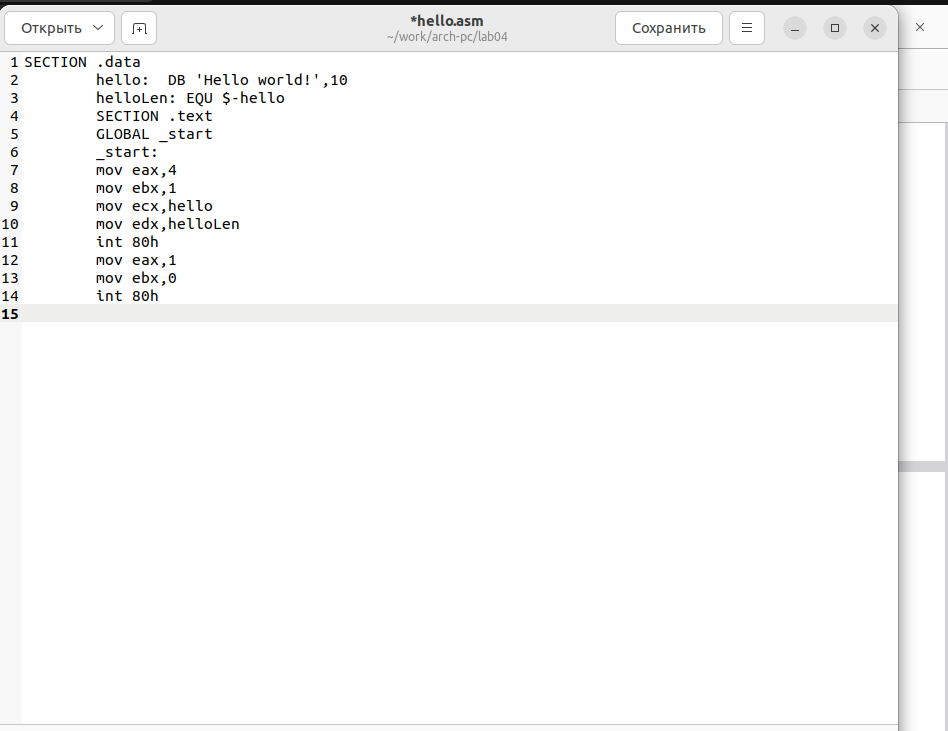 Открыть
*hello.asm
~/work/arch-pc/lab04
Сохранить
1 SECTION .data
2         hello:  DB 'Hello world!',10
3         helloLen: EQU $-hello
4         SECTION .text
5         GLOBAL _start
6         _start:
7         mov eax,4
8         mov ebx,1
9         mov ecx,hello
10         mov edx,helloLen
11         int 80h
12         mov eax,1
13         mov ebx,0
14         int 80h
15